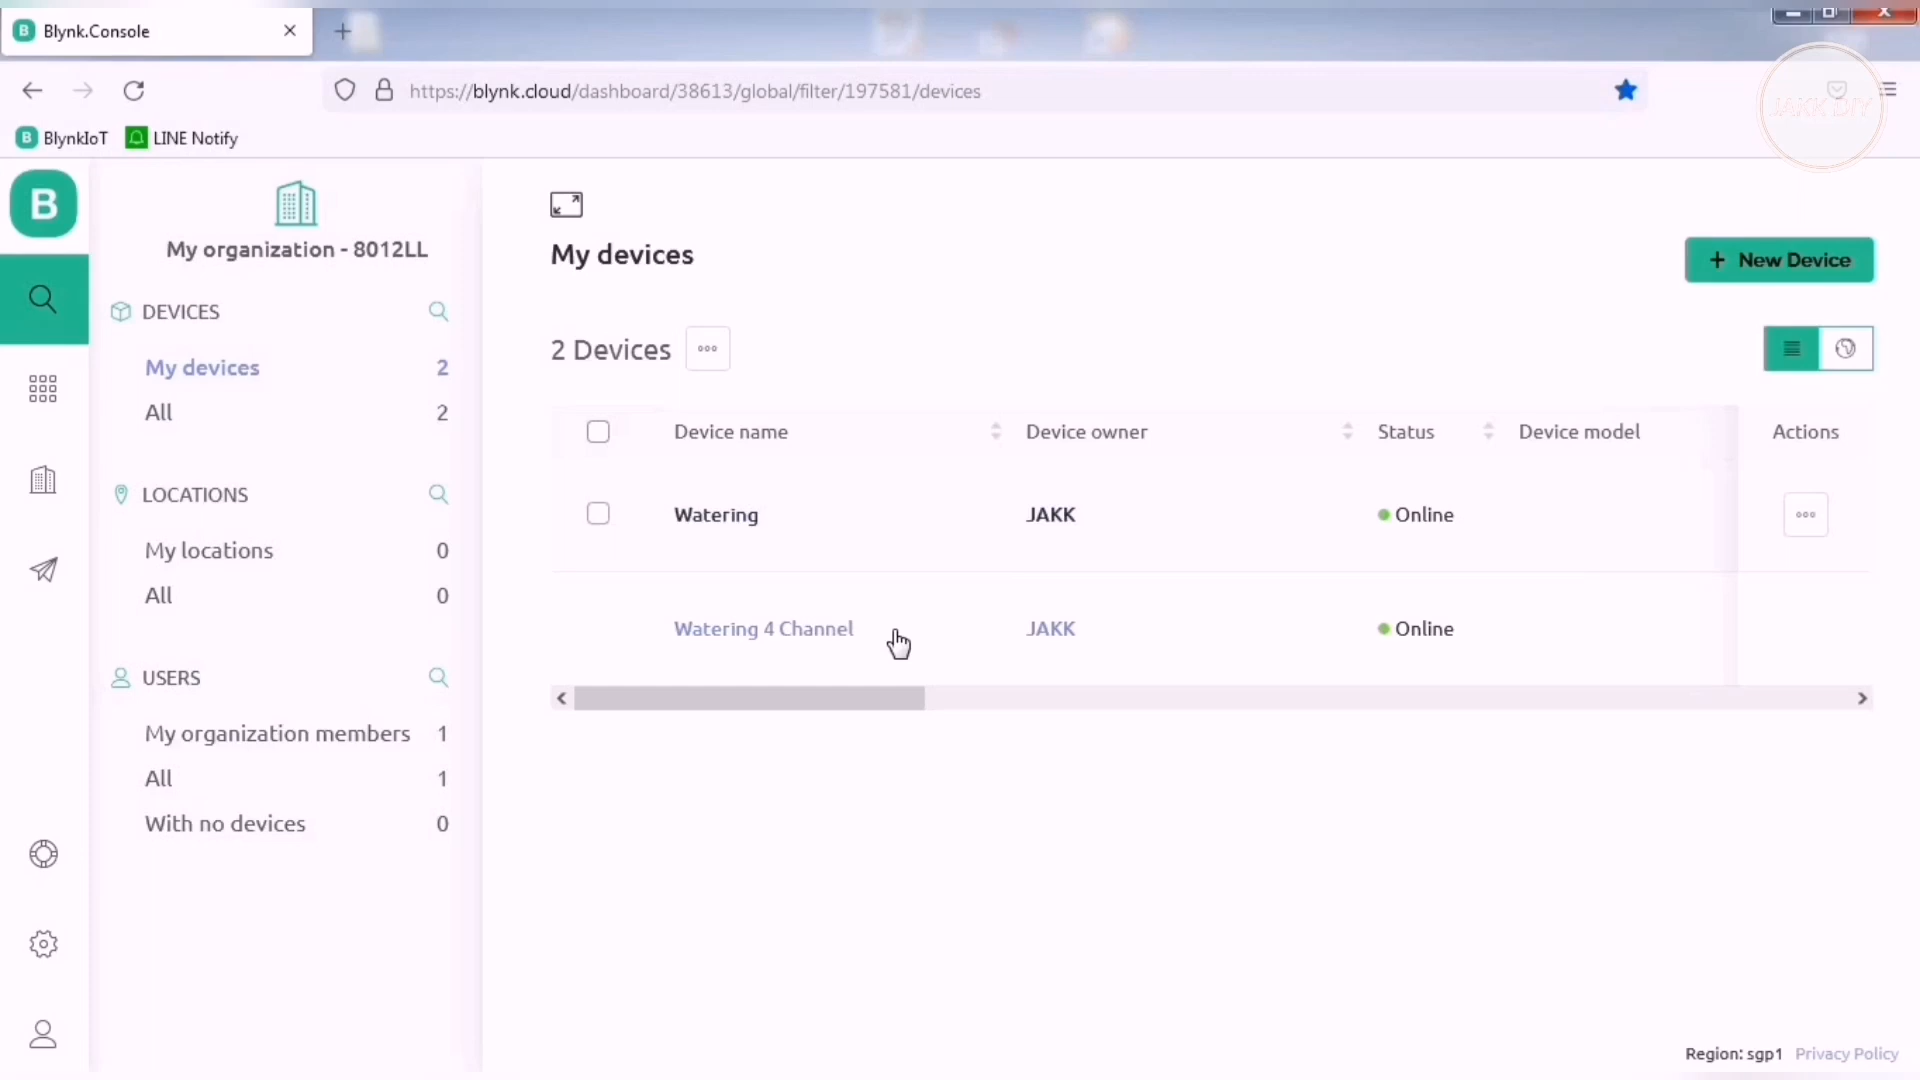 B Blynk.Console
https://blynk.cloud/dashboard/38613/global/filter/197581/devices
JAKK DIY
B BlynkIoT LINE Notify
B
My organization - 8012LL
DEVICES
My devices 2
All 2
LOCATIONS
My locations 0
All 0
USERS
My organization members 1
All 1
With no devices 0
My devices
+ New Device
2 Devices
Device name Device owner Status Device model Actions
Watering JAKK Online
Watering 4 Channel JAKK Online
Region: sgp1 Privacy Policy